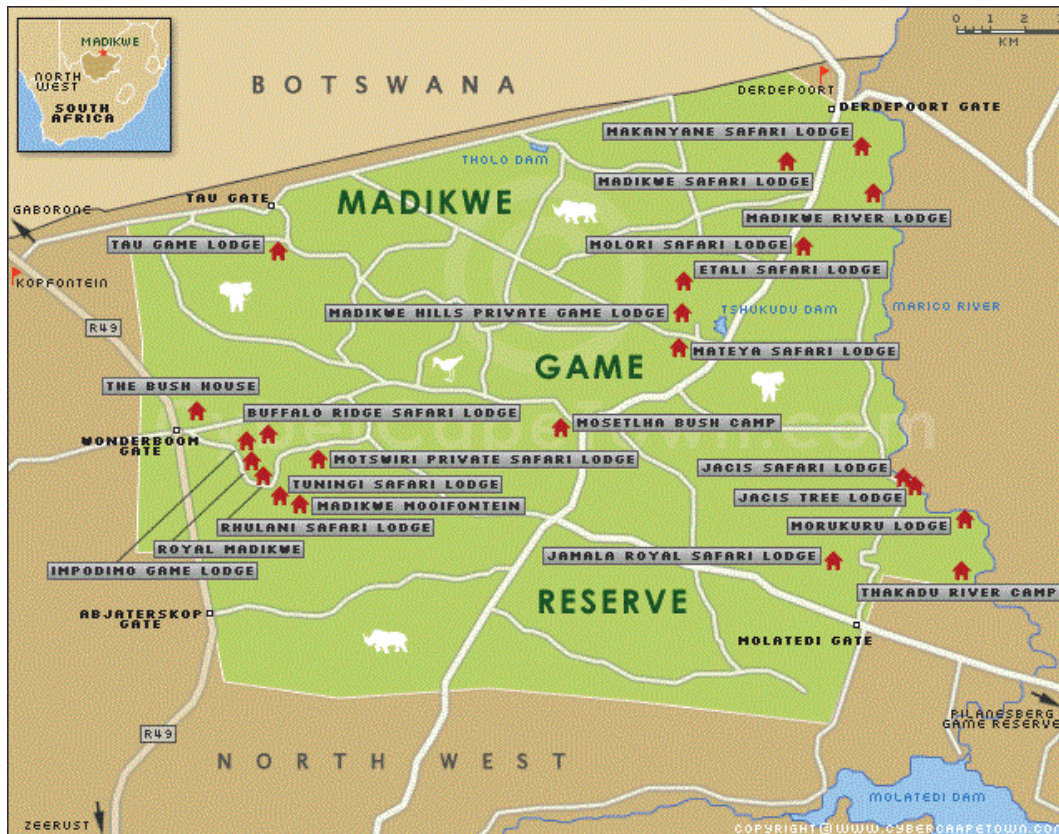 MADIKWE
NORTH
WEST
SOUTH
AFRICA
0 1 2
KM
BOTSWANA
DERDEPOORT
DERDEPOORT GATE
MAKANYANE SAFARI LODGE
THOLO DAM
MADIKWE SAFARI LODGE
TAU GATE
MADIKWE
GABORONE
MADIKWE RIVER LODGE
TAU GAME LODGE
MOLORI SAFARI LODGE
ETALI SAFARI LODGE
KOPFONTEIN
MARICO RIVER
MADIKWE HILLS PRIVATE GAME LODGE
TSHUKUDU DAM
R49
MATEYA SAFARI LODGE
GAME
THE BUSH HOUSE
BUFFALO RIDGE SAFARI LODGE
MOSETLHA BUSH CAMP
WONDERBOOM
GATE
MOTSWIRI PRIVATE SAFARI LODGE
JACIS SAFARI LODGE
TUNINGI SAFARI LODGE
JACIS TREE LODGE
MADIKWE MOOIFONTEIN
RHULANI SAFARI LODGE
MORUKURU LODGE
ROYAL MADIKWE
JAMALA ROYAL SAFARI LODGE
IMPODIMO GAME LODGE
THAKADU RIVER CAMP
RESERVE
ABJATERSKOP
GATE
MOLATEDI GATE
PILANESBERG
GAME RESERVE
R49
NORTH WEST
MOLATEDI DAM
ZEERUST
COPYRIGHT©WWW.CYBERCAPETOWN.COM